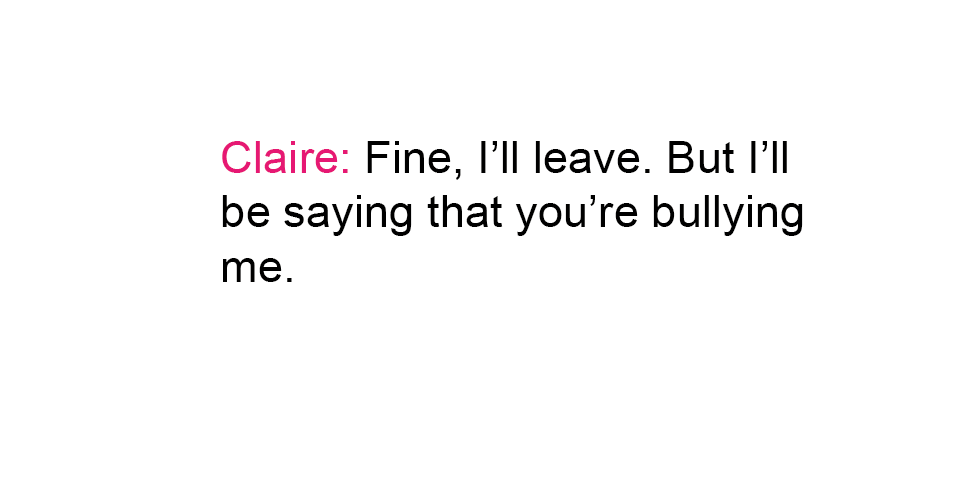 Claire: Fine, I’ll leave. But I’ll
be saying that you’re bullying
me.